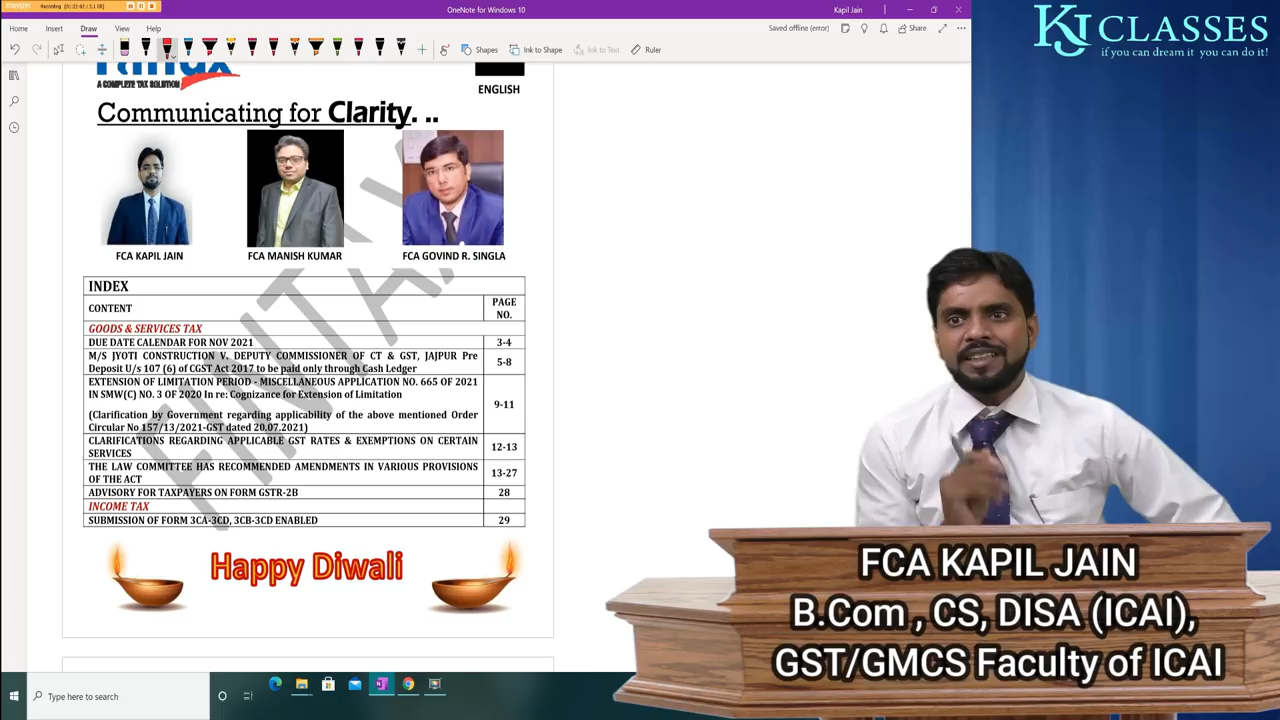 OneNote for Windows 10
Kapil Jain
Home Insert Draw View Help
Saved offline (error)
Share
Shapes
Ink to Shape
Ink to Text
Ruler
KJ CLASSES
if you can dream it you can do it!
A COMPLETE TAX SOLUTION
ENGLISH
Communicating for Clarity. ..
FCA KAPIL JAIN
FCA MANISH KUMAR
FCA GOVIND R. SINGLA
INDEX
CONTENT PAGE NO.
GOODS & SERVICES TAX
DUE DATE CALENDAR FOR NOV 2021 3-4
M/S JYOTI CONSTRUCTION V. DEPUTY COMMISSIONER OF CT & GST, JAJPUR Pre
Deposit U/s 107 (6) of CGST Act 2017 to be paid only through Cash Ledger 5-8
EXTENSION OF LIMITATION PERIOD - MISCELLANEOUS APPLICATION NO. 665 OF 2021
IN SMW(C) NO. 3 OF 2020 In re: Cognizance for Extension of Limitation
(Clarification by Government regarding applicability of the above mentioned Order
Circular No 157/13/2021-GST dated 20.07.2021) 9-11
CLARIFICATIONS REGARDING APPLICABLE GST RATES & EXEMPTIONS ON CERTAIN
SERVICES 12-13
THE LAW COMMITTEE HAS RECOMMENDED AMENDMENTS IN VARIOUS PROVISIONS
OF THE ACT 13-27
ADVISORY FOR TAXPAYERS ON FORM GSTR-2B 28
INCOME TAX
SUBMISSION OF FORM 3CA-3CD, 3CB-3CD ENABLED 29
FINTAX
Happy Diwali
FCA KAPIL JAIN
B.Com , CS, DISA (ICAI),
GST/GMCS Faculty of ICAI
Type here to search